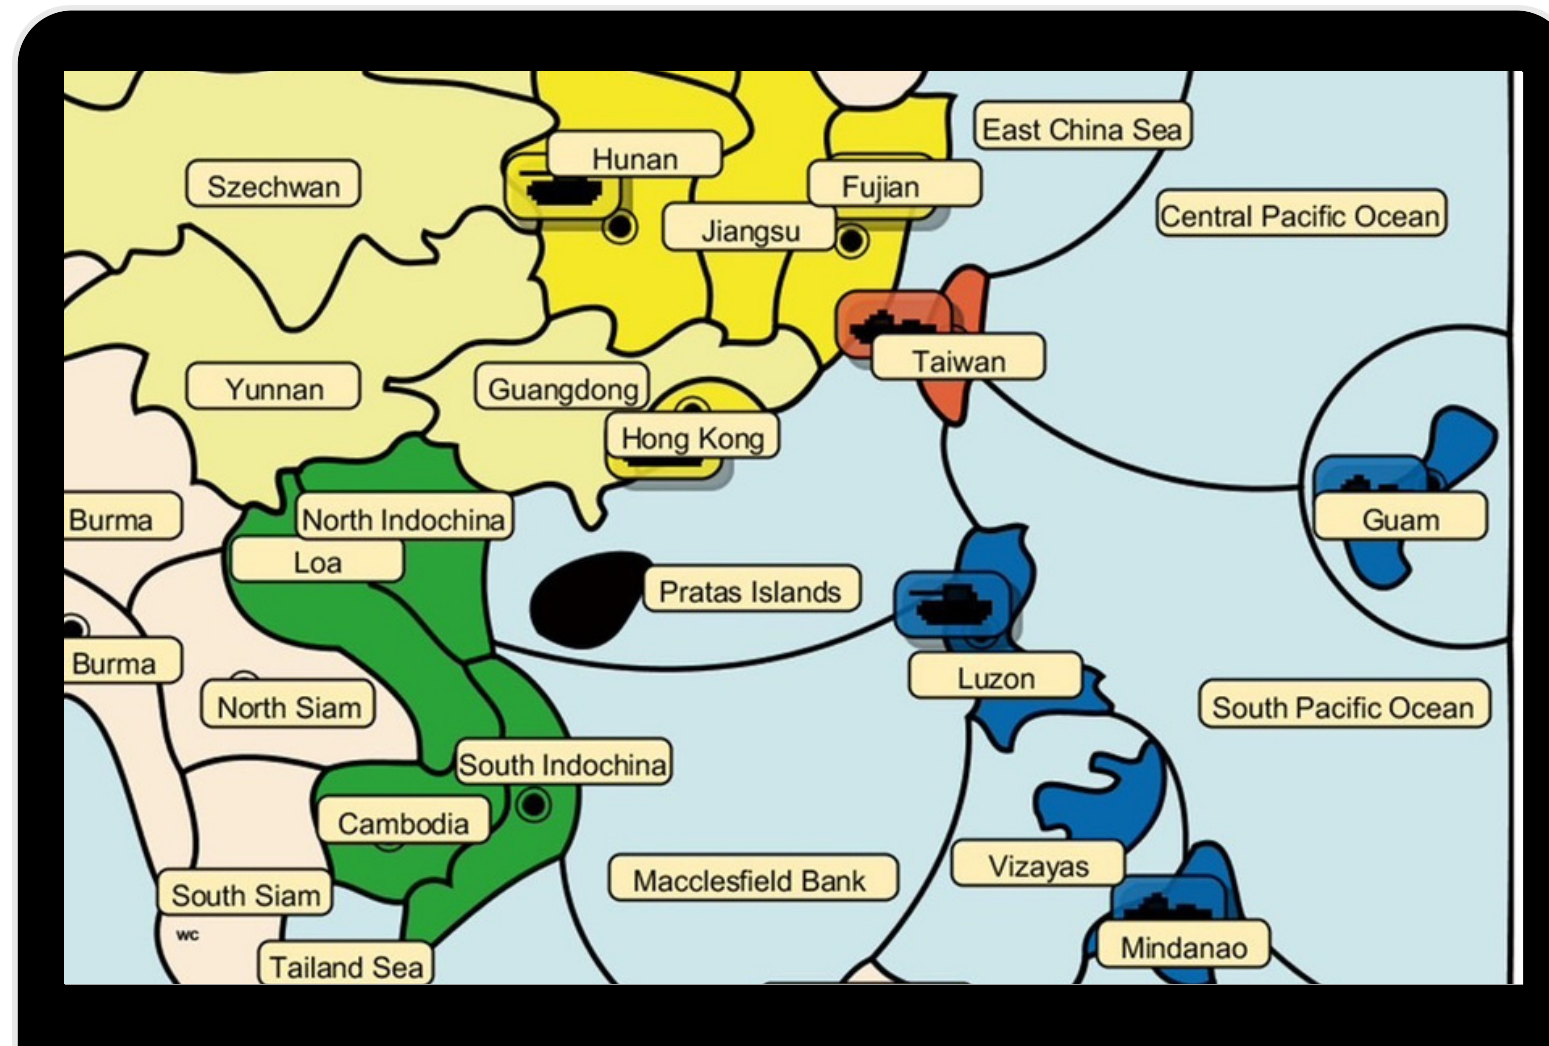 East China Sea
Hunan
Szechwan
Fujian
Central Pacific Ocean
Jiangsu
Taiwan
Yunnan
Guangdong
Hong Kong
Burma
North Indochina
Guam
Loa
Pratas Islands
Burma
Luzon
North Siam
South Pacific Ocean
South Indochina
Cambodia
Vizayas
Macclesfield Bank
South Siam
wc
Mindanao
Tailand Sea